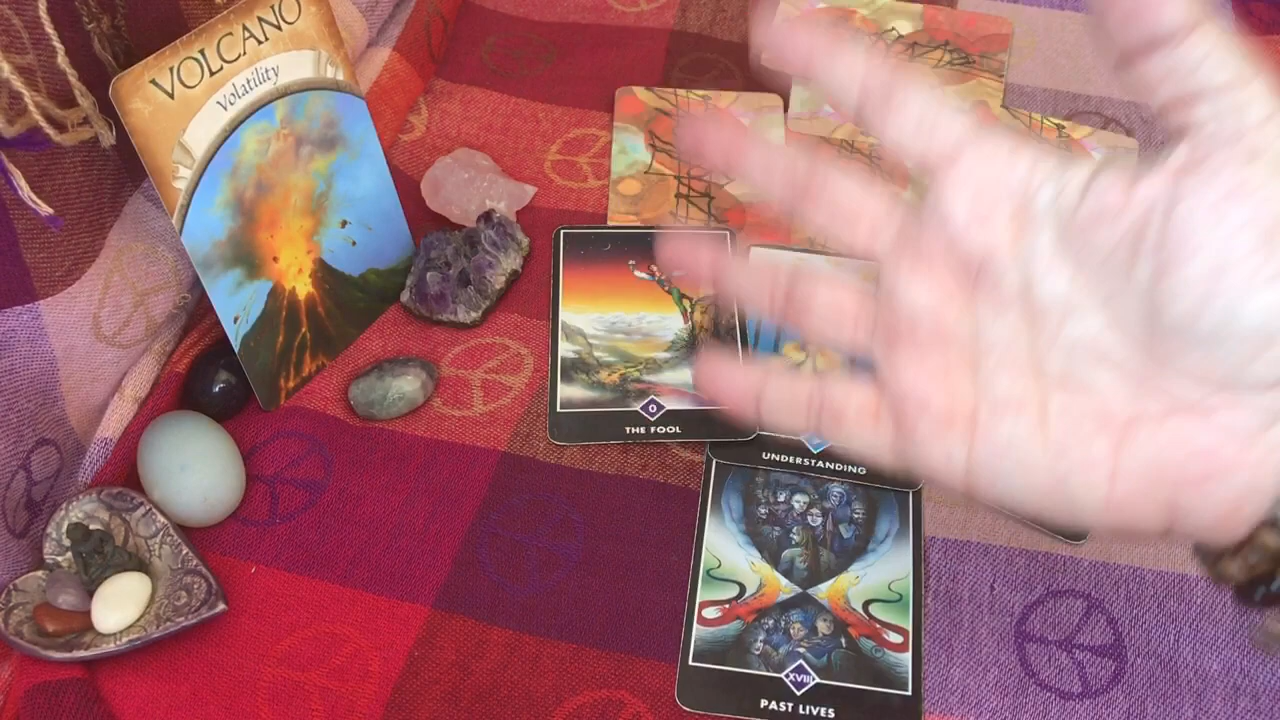 VOLCANO
Volatility
0
THE FOOL
UNDERSTANDING
XVIII
PAST LIVES